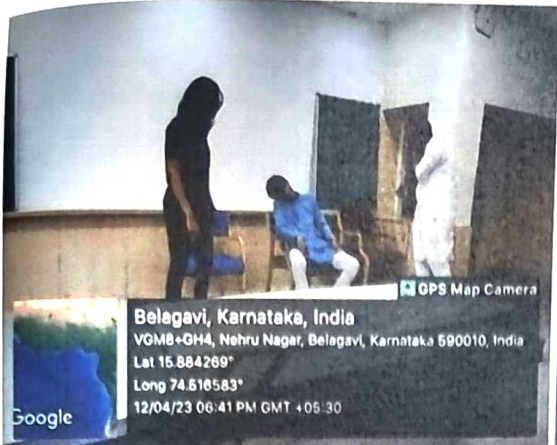 GPS Map Camera
Belagavi, Karnataka, India
VGM8+GH4, Nehru Nagar, Belagavi, Karnataka 590010, India
Lat 15.884269°
Long 74.516583°
12/04/23 06:41 PM GMT +05:30
Google